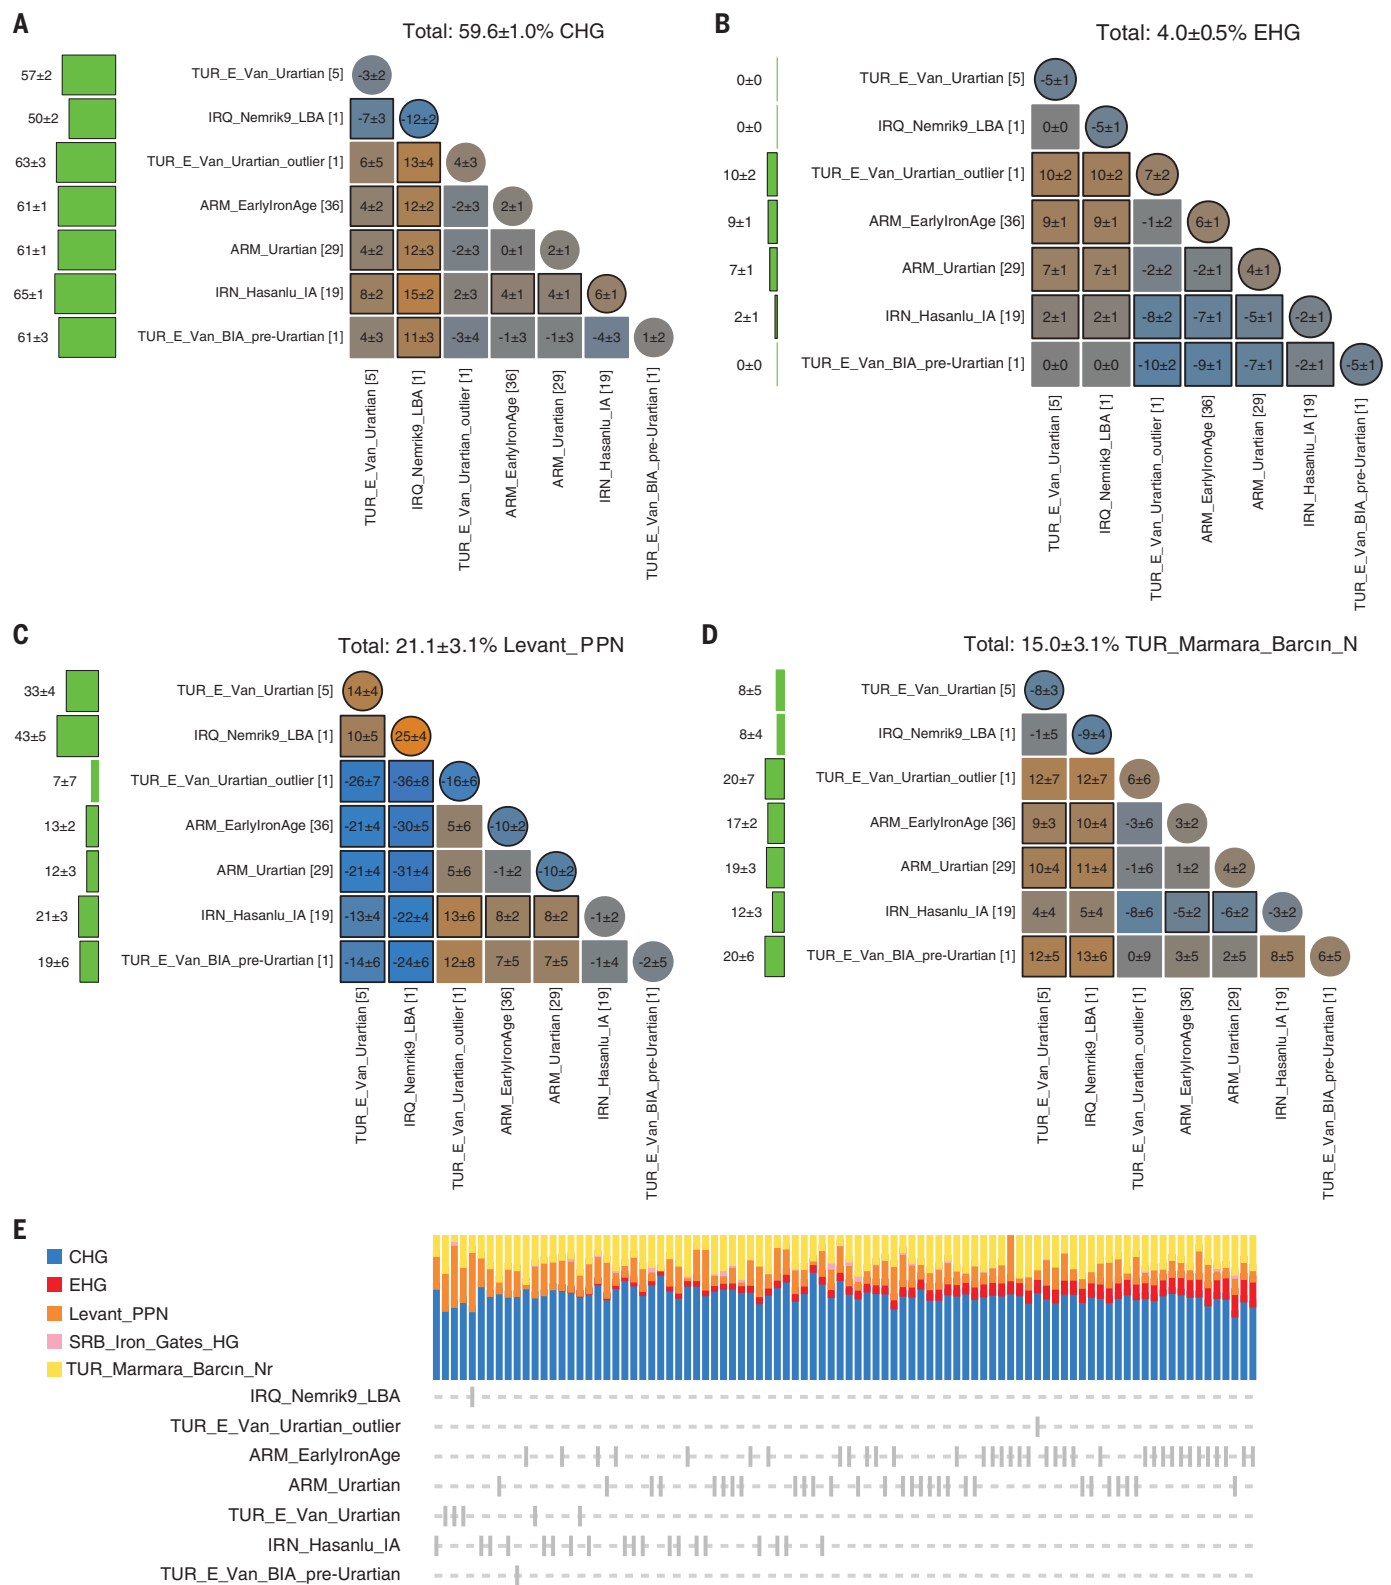 A
Total: 59.6±1.0% CHG
57±2 TUR_E_Van_Urartian [5] -3±2
50±2 IRQ_Nemrik9_LBA [1] -7±3 -12±2
63±3 TUR_E_Van_Urartian_outlier [1] 6±5 13±4 4±3
61±1 ARM_EarlyIronAge [36] 4±2 12±2 -2±3 2±1
61±1 ARM_Urartian [29] 4±2 12±3 -2±3 0±1 2±1
65±1 IRN_Hasanlu_IA [19] 8±2 15±2 2±3 4±1 4±1 6±1
61±3 TUR_E_Van_BIA_pre-Urartian [1] 4±3 11±3 -3±4 -1±3 -1±3 -4±3 1±2
TUR_E_Van_Urartian [5]
IRQ_Nemrik9_LBA [1]
TUR_E_Van_Urartian_outlier [1]
ARM_EarlyIronAge [36]
ARM_Urartian [29]
IRN_Hasanlu_IA [19]
TUR_E_Van_BIA_pre-Urartian [1]
B
Total: 4.0±0.5% EHG
0±0 TUR_E_Van_Urartian [5] -5±1
0±0 IRQ_Nemrik9_LBA [1] 0±0 -5±1
10±2 TUR_E_Van_Urartian_outlier [1] 10±2 10±2 7±2
9±1 ARM_EarlyIronAge [36] 9±1 9±1 -1±2 6±1
7±1 ARM_Urartian [29] 7±1 7±1 -2±2 -2±1 4±1
2±1 IRN_Hasanlu_IA [19] 2±1 2±1 -8±2 -7±1 -5±1 -2±1
0±0 TUR_E_Van_BIA_pre-Urartian [1] 0±0 0±0 -10±2 -9±1 -7±1 -2±1 -5±1
TUR_E_Van_Urartian [5]
IRQ_Nemrik9_LBA [1]
TUR_E_Van_Urartian_outlier [1]
ARM_EarlyIronAge [36]
ARM_Urartian [29]
IRN_Hasanlu_IA [19]
TUR_E_Van_BIA_pre-Urartian [1]
C
Total: 21.1±3.1% Levant_PPN
33±4 TUR_E_Van_Urartian [5] 14±4
43±5 IRQ_Nemrik9_LBA [1] 10±5 25±4
7±7 TUR_E_Van_Urartian_outlier [1] -26±7 -36±8 -16±6
13±2 ARM_EarlyIronAge [36] -21±4 -30±5 5±6 -10±2
12±3 ARM_Urartian [29] -21±4 -31±4 5±6 -1±2 -10±2
21±3 IRN_Hasanlu_IA [19] -13±4 -22±4 13±6 8±2 8±2 -1±2
19±6 TUR_E_Van_BIA_pre-Urartian [1] -14±6 -24±6 12±8 7±5 7±5 -1±4 -2±5
TUR_E_Van_Urartian [5]
IRQ_Nemrik9_LBA [1]
TUR_E_Van_Urartian_outlier [1]
ARM_EarlyIronAge [36]
ARM_Urartian [29]
IRN_Hasanlu_IA [19]
TUR_E_Van_BIA_pre-Urartian [1]
D
Total: 15.0±3.1% TUR_Marmara_Barcın_N
8±5 TUR_E_Van_Urartian [5] -8±3
8±4 IRQ_Nemrik9_LBA [1] -1±5 -9±4
20±7 TUR_E_Van_Urartian_outlier [1] 12±7 12±7 6±6
17±2 ARM_EarlyIronAge [36] 9±3 10±4 -3±6 3±2
19±3 ARM_Urartian [29] 10±4 11±4 -1±6 1±2 4±2
12±3 IRN_Hasanlu_IA [19] 4±4 5±4 -8±6 -5±2 -6±2 -3±2
20±6 TUR_E_Van_BIA_pre-Urartian [1] 12±5 13±6 0±9 3±5 2±5 8±5 6±5
TUR_E_Van_Urartian [5]
IRQ_Nemrik9_LBA [1]
TUR_E_Van_Urartian_outlier [1]
ARM_EarlyIronAge [36]
ARM_Urartian [29]
IRN_Hasanlu_IA [19]
TUR_E_Van_BIA_pre-Urartian [1]
E
CHG
EHG
Levant_PPN
SRB_Iron_Gates_HG
TUR_Marmara_Barcın_Nr
IRQ_Nemrik9_LBA
TUR_E_Van_Urartian_outlier
ARM_EarlyIronAge
ARM_Urartian
TUR_E_Van_Urartian
IRN_Hasanlu_IA
TUR_E_Van_BIA_pre-Urartian